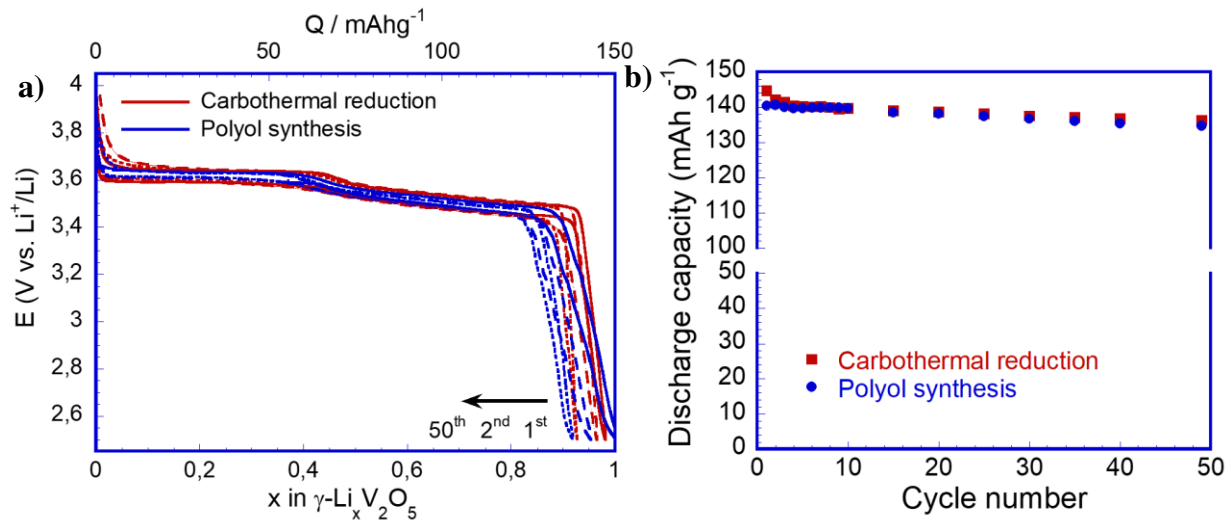 Q / mAhg⁻¹
0 50 100 150
a)
4
3,8
3,6
3,4
3,2
3
2,8
2,6
E (V vs. Li⁺/Li)
Carbothermal reduction
Polyol synthesis
50ᵗʰ 2ⁿᵈ 1ˢᵗ
0 0,2 0,4 0,6 0,8 1
x in γ-LiₓV₂O₅
b)
150
140
130
120
110
100
50
40
30
20
10
0
Discharge capacity (mAh g⁻¹)
Carbothermal reduction
Polyol synthesis
0 10 20 30 40 50
Cycle number